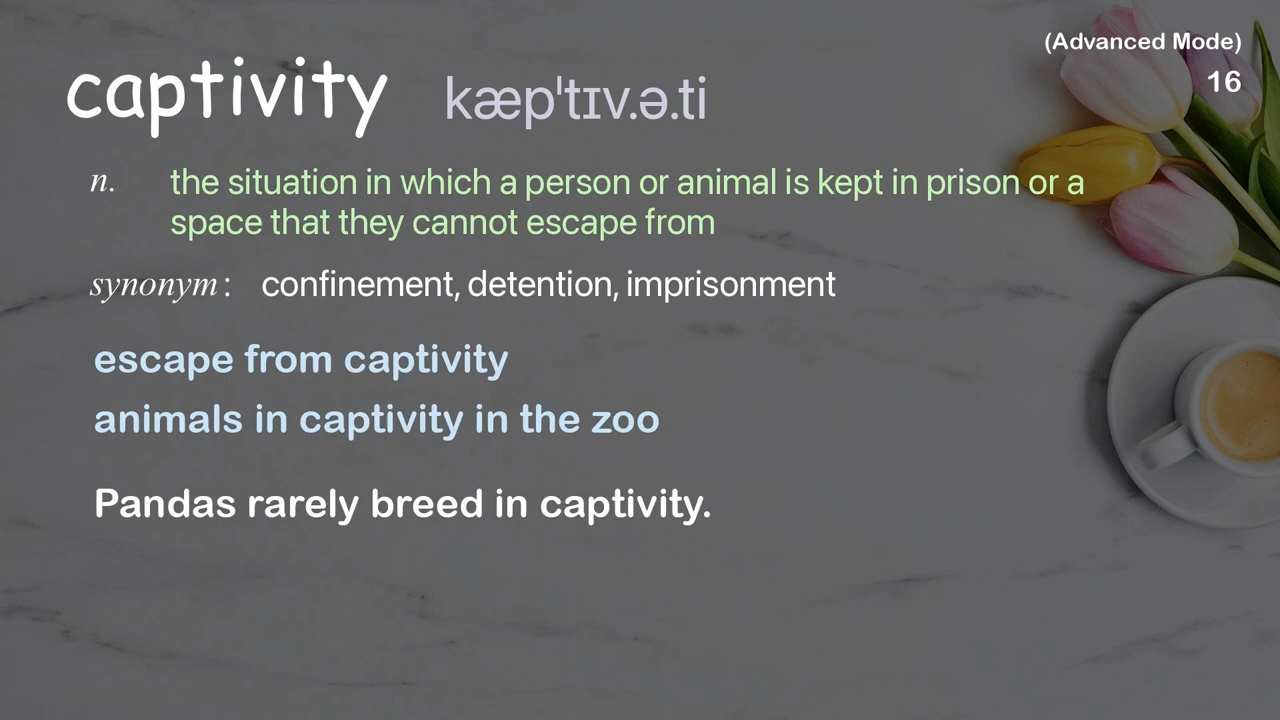 (Advanced Mode)
16
captivity kæpˈtɪv.ə.ti
n. the situation in which a person or animal is kept in prison or a
space that they cannot escape from
synonym : confinement, detention, imprisonment
escape from captivity
animals in captivity in the zoo
Pandas rarely breed in captivity.